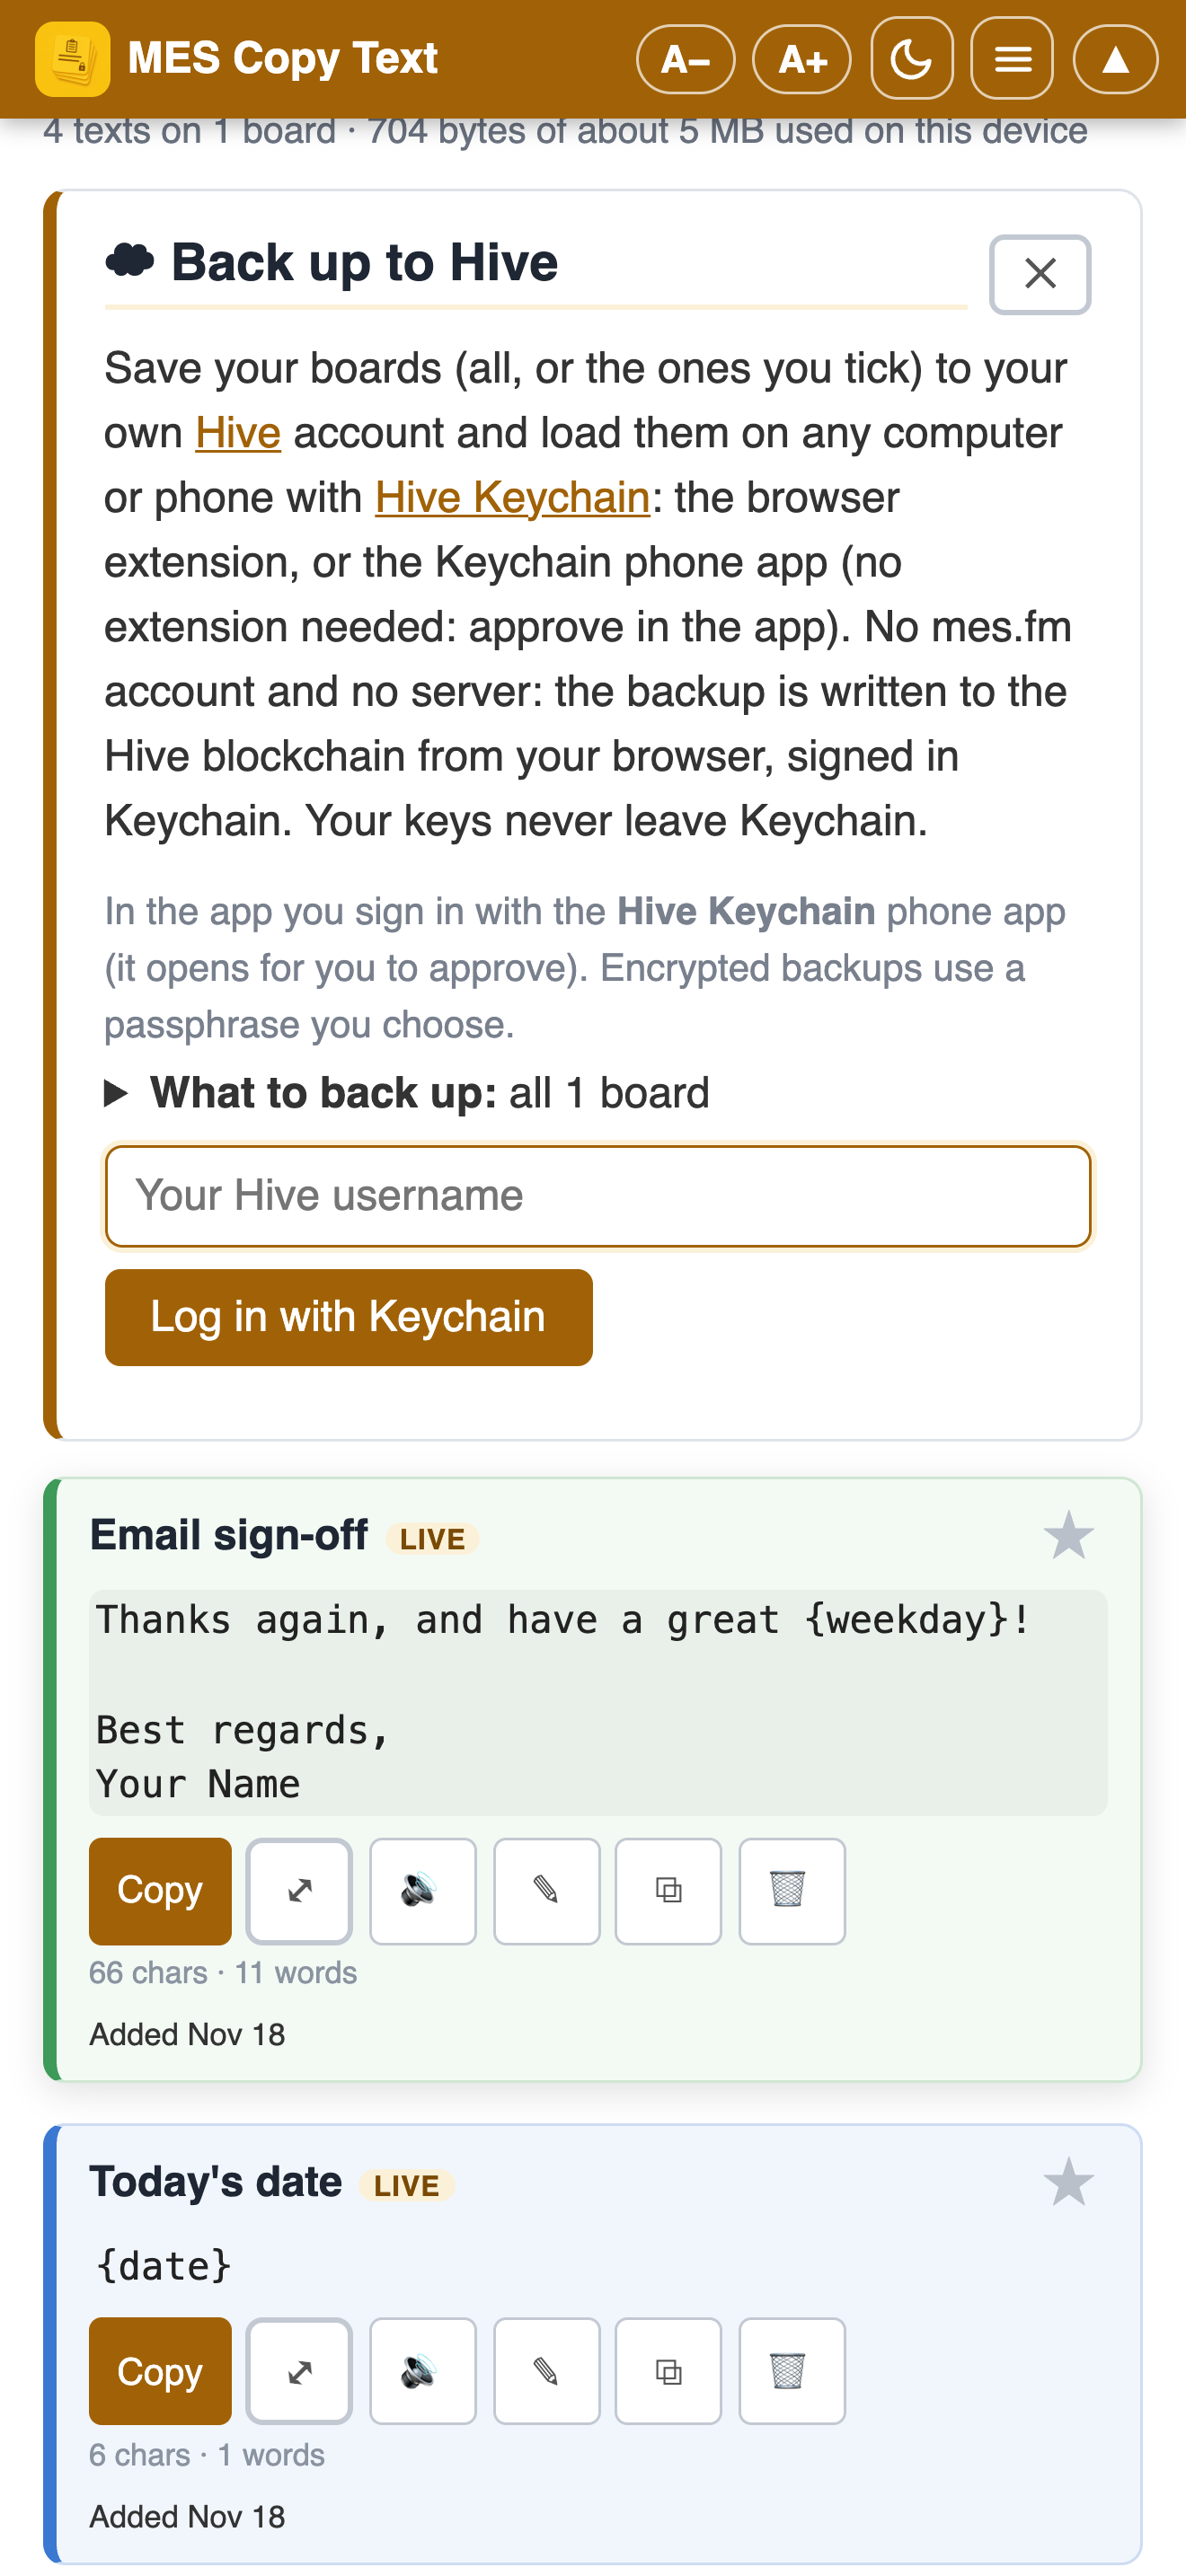 MES Copy Text
A−
A+
4 texts on 1 board · 704 bytes of about 5 MB used on this device
Back up to Hive
Save your boards (all, or the ones you tick) to your
own Hive account and load them on any computer
or phone with Hive Keychain: the browser
extension, or the Keychain phone app (no
extension needed: approve in the app). No mes.fm
account and no server: the backup is written to the
Hive blockchain from your browser, signed in
Keychain. Your keys never leave Keychain.
In the app you sign in with the Hive Keychain phone app
(it opens for you to approve). Encrypted backups use a
passphrase you choose.
What to back up: all 1 board
Your Hive username
Log in with Keychain
Email sign-off LIVE
Thanks again, and have a great {weekday}!
Best regards,
Your Name
Copy
66 chars · 11 words
Added Nov 18
Today's date LIVE
{date}
Copy
6 chars · 1 words
Added Nov 18